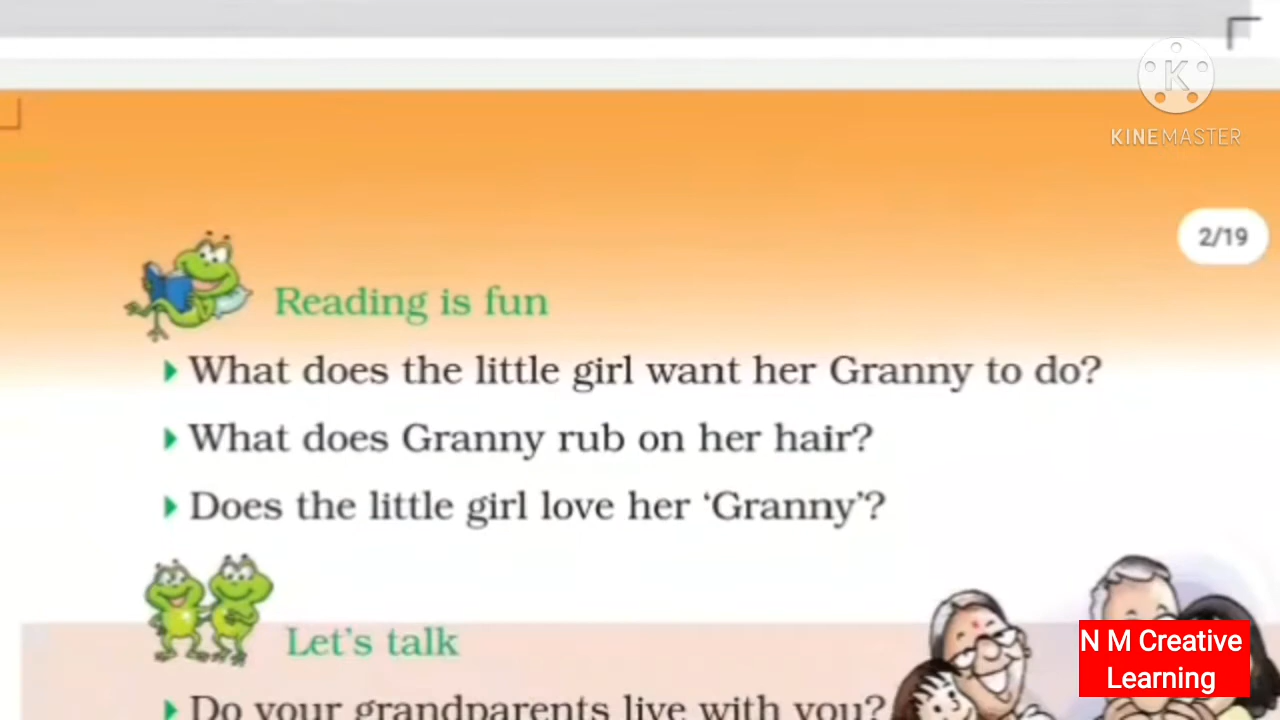 K
KINEMASTER
2/19
Reading is fun
What does the little girl want her Granny to do?
What does Granny rub on her hair?
Does the little girl love her ‘Granny’?
Let’s talk
Do your grandparents live with you?
N M Creative
Learning